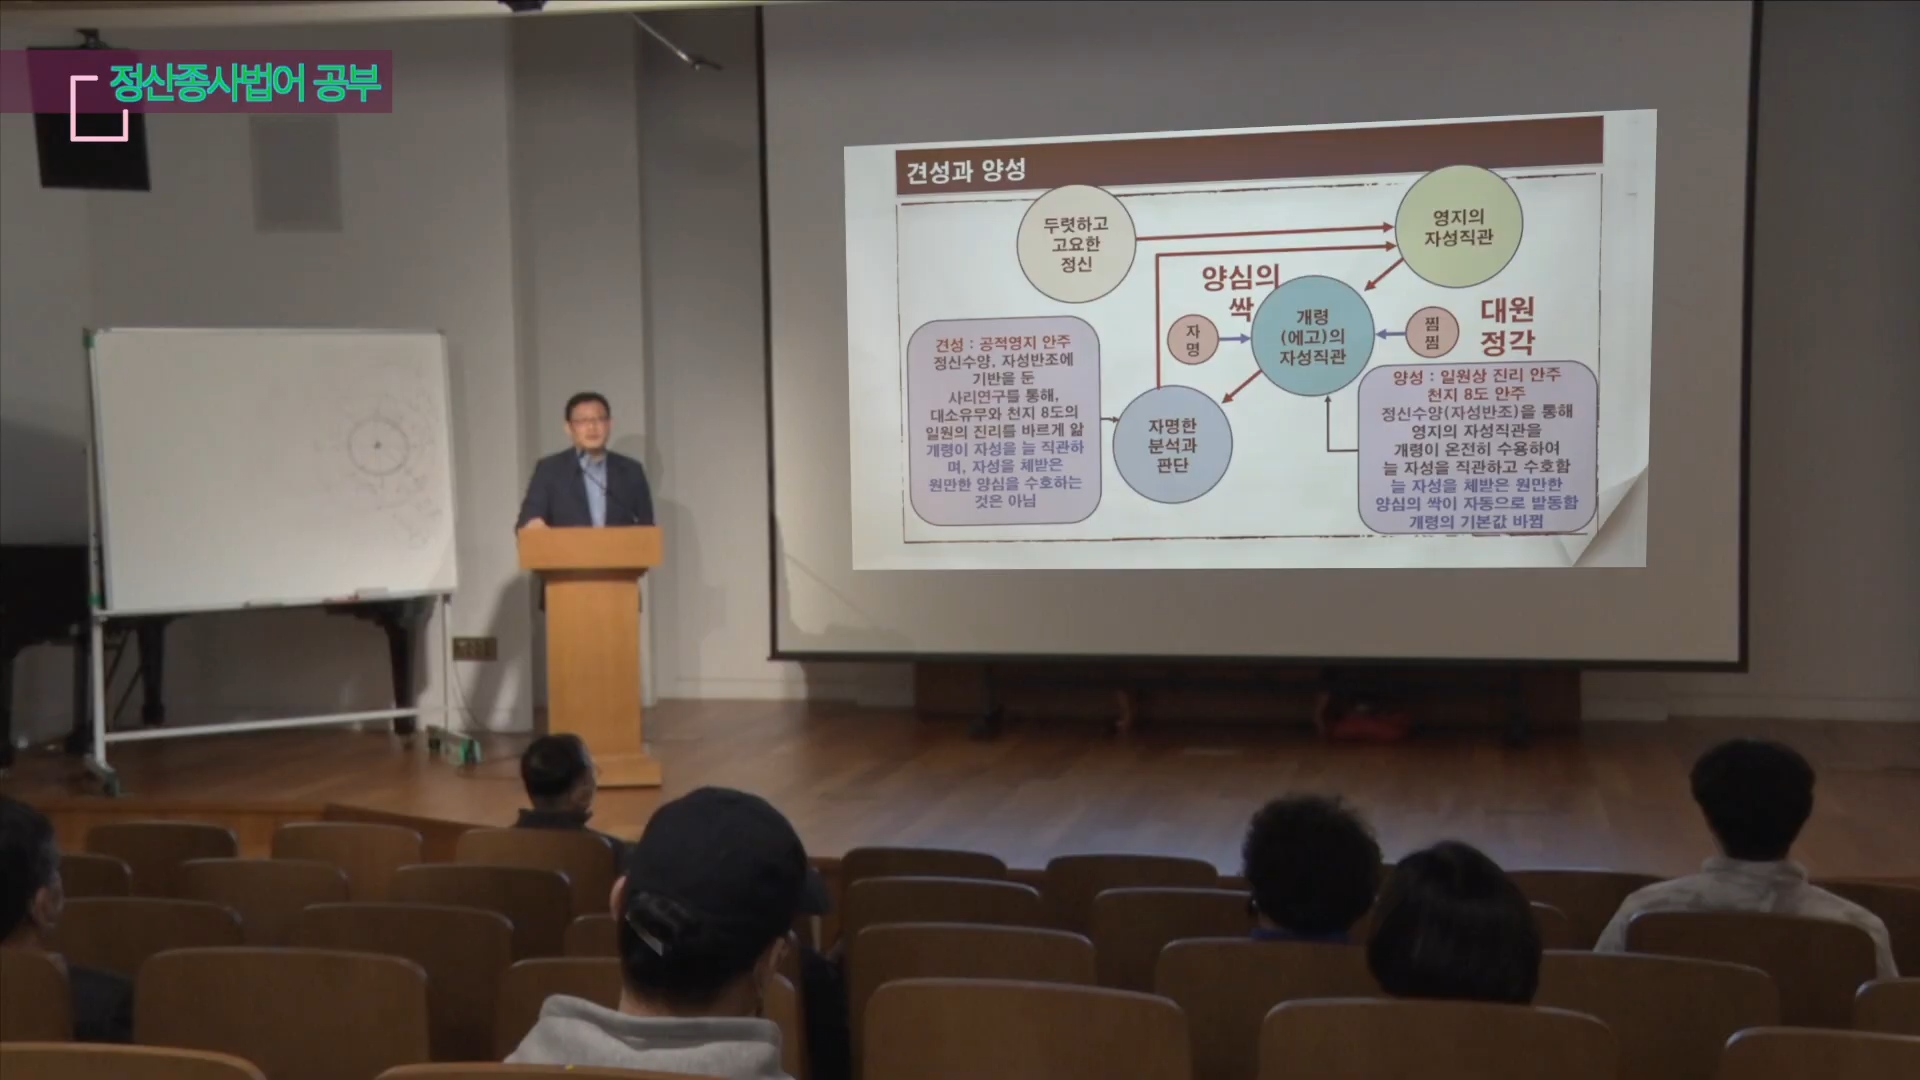 정산종사법어 공부
견성과 양성
두렷하고
고요한
정신
영지의
자성직관
양심의
싹
개령
(에고)의
자성직관
자
명
찜
찜
대원
정각
견성 : 공적영지 안주
정신수양, 자성반조에
기반을 둔
사리연구를 통해,
대소유무와 천지 8도의
일원의 진리를 바르게 앎
개령이 자성을 늘 직관하
며, 자성을 체받은
원만한 양심을 수호하는
것은 아님
자명한
분석과
판단
양성 : 일원상 진리 안주
천지 8도 안주
정신수양(자성반조)을 통해
영지의 자성직관을
개령이 온전히 수용하여
늘 자성을 직관하고 수호함
늘 자성을 체받은 원만한
양심의 싹이 자동으로 발동함
개령의 기본값 바뀜